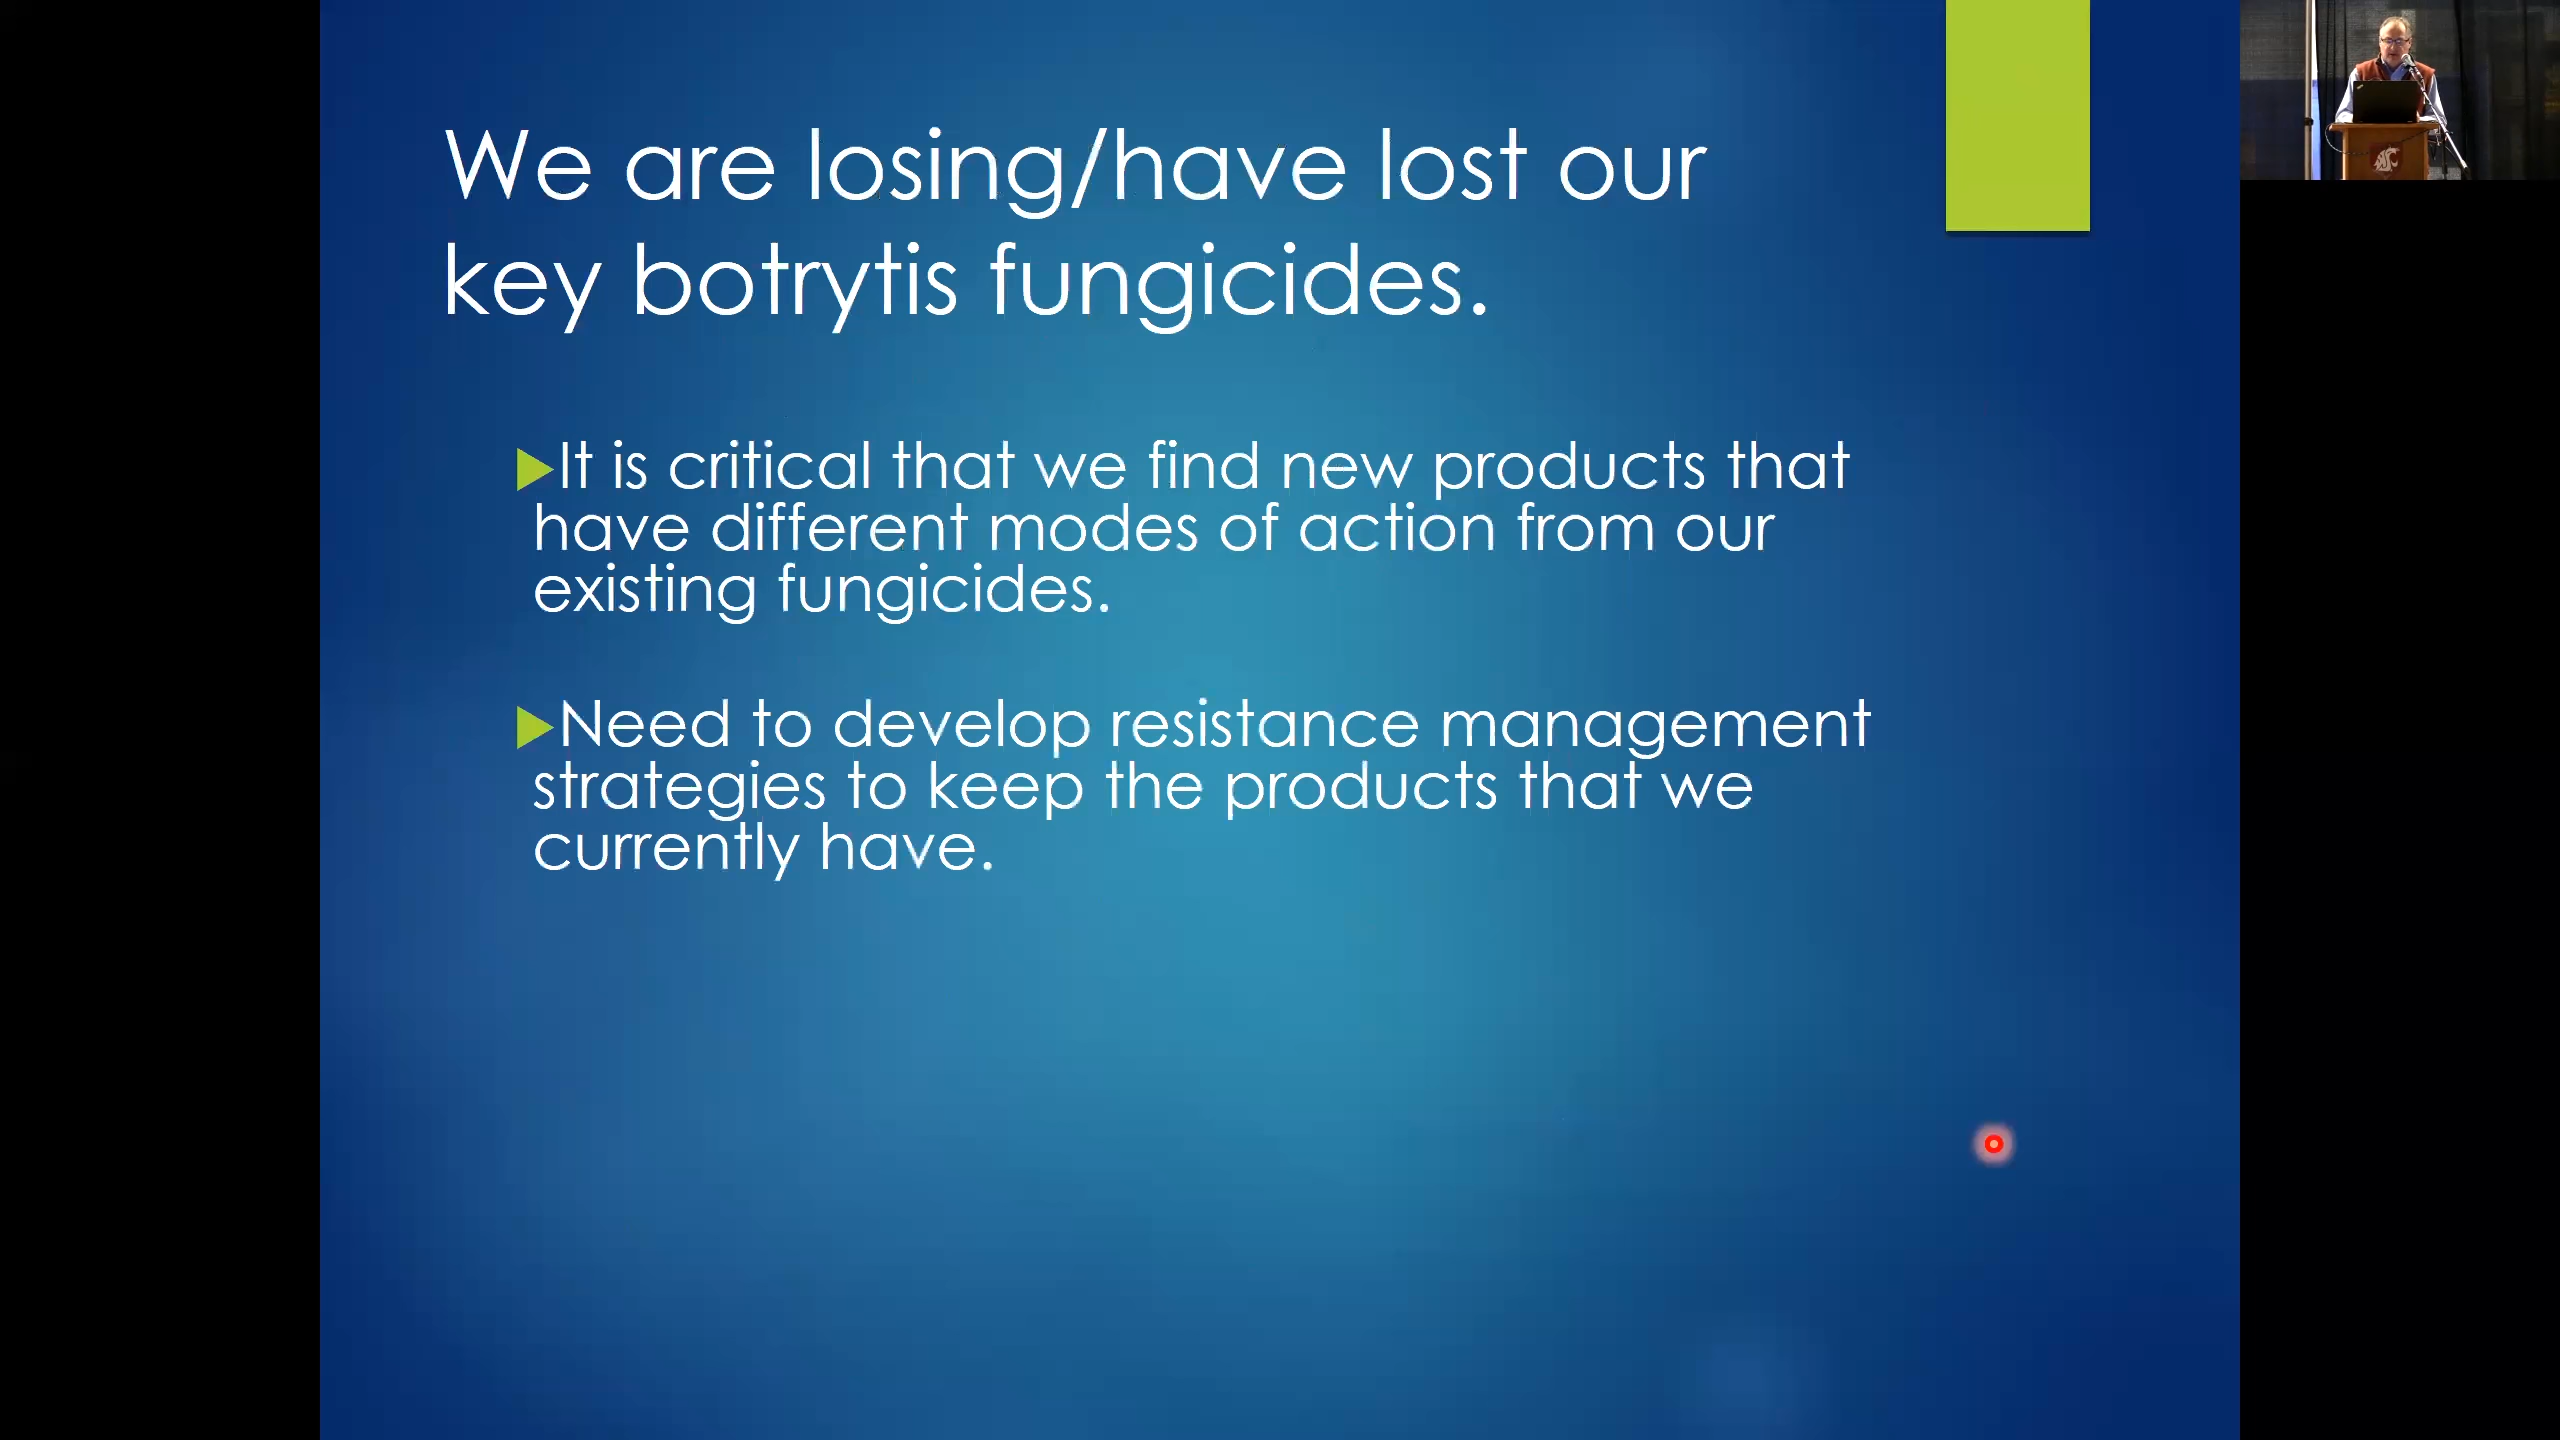 We are losing/have lost our
key botrytis fungicides.
It is critical that we find new products that
have different modes of action from our
existing fungicides.
Need to develop resistance management
strategies to keep the products that we
currently have.